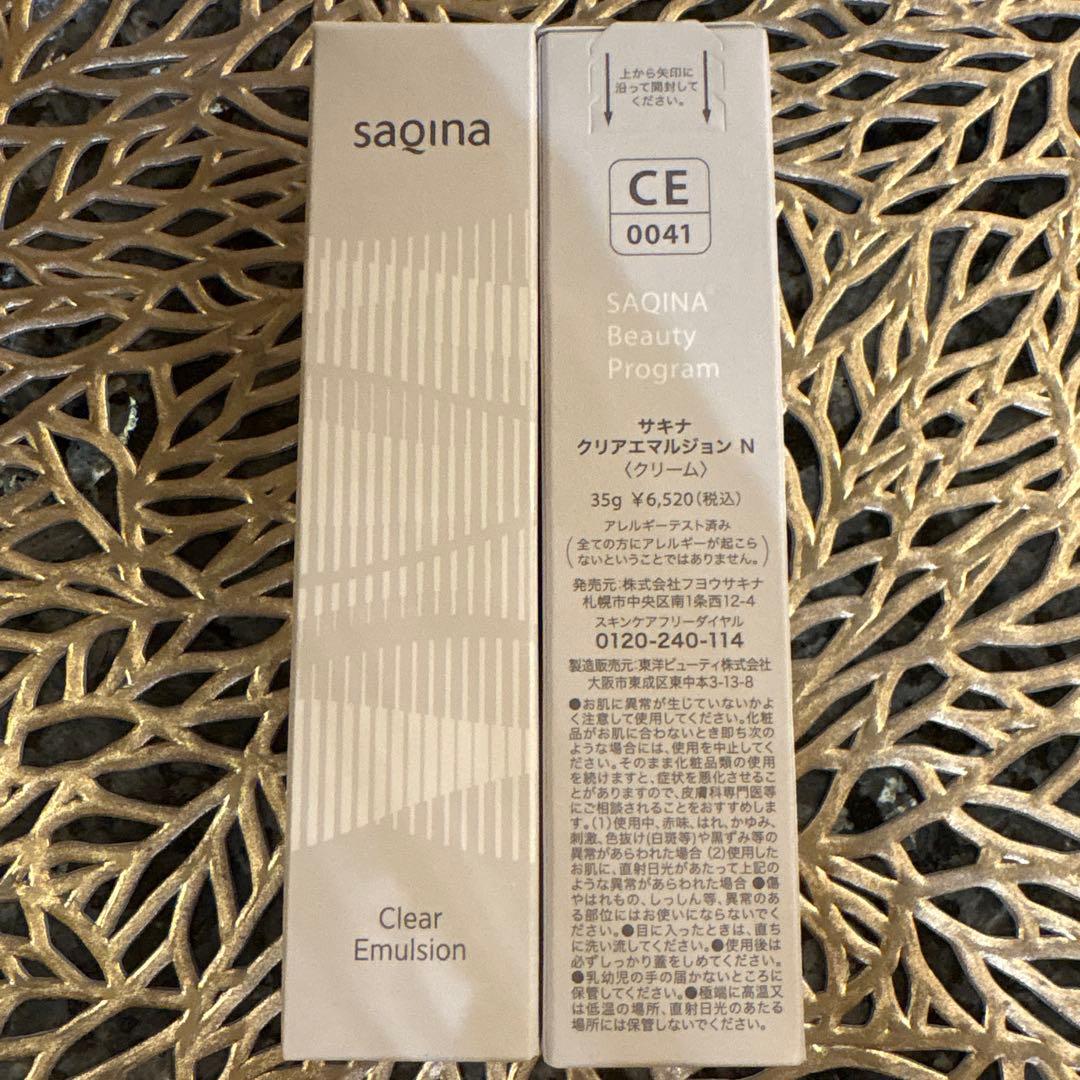 saqina
Clear
Emulsion
上から矢印に
沿って開封して
ください。
CE
0041
SAQINA
Beauty
Program
サキナ
クリアエマルジョン N
〈クリーム〉
35g ¥6,520(税込)
アレルギーテスト済み
(全ての方にアレルギーが起こら
ないということではありません。)
発売元:株式会社フヨウサキナ
札幌市中央区南1条西12-4
スキンケアフリーダイヤル
0120-240-114
製造販売元:東洋ビューティ株式会社
大阪市東成区東中本3-13-8
●お肌に異常が生じていないかよ
く注意して使用してください。化粧
品がお肌に合わないとき即ち次の
ような場合には、使用を中止してく
ださい。そのまま化粧品類の使用
を続けますと、症状を悪化させるこ
とがありますので、皮膚科専門医等
にご相談されることをおすすめしま
す。(1)使用中、赤味、はれ、かゆみ、
刺激、色抜け(白斑等)や黒ずみ等の
異常があらわれた場合 (2)使用した
お肌に、直射日光があたって上記の
ような異常があらわれた場合 ●傷
やはれもの、しっしん等、異常のあ
る部位にはお使いにならないでく
ださい。●目に入ったときは、直ち
に洗い流してください。●使用後は
必ずしっかり蓋をしめてください。
●乳幼児の手の届かないところに
保管してください。●極端に高温又
は低温の場所、直射日光のあたる
場所には保管しないでください。